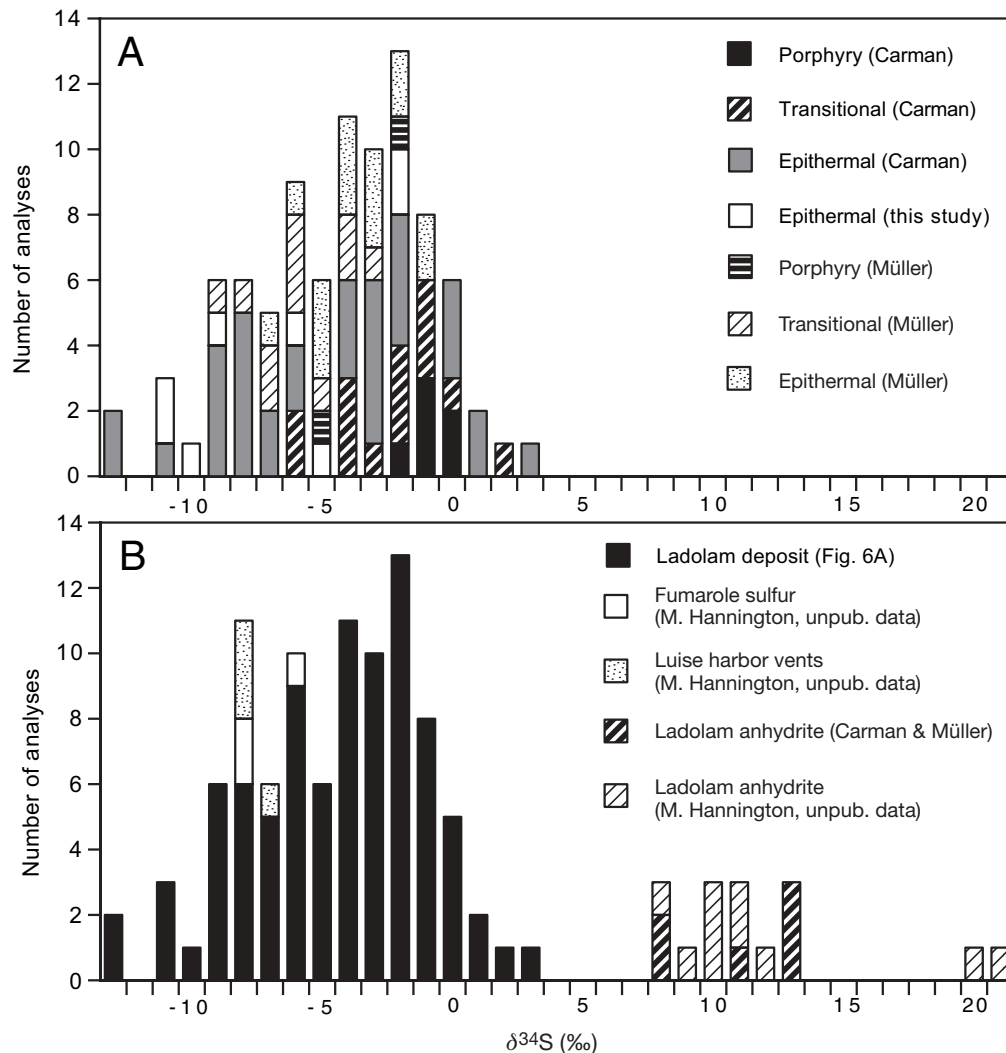 A
Number of analyses
14
12
10
8
6
4
2
0
-10
-5
0
5
10
15
20
Porphyry (Carman)
Transitional (Carman)
Epithermal (Carman)
Epithermal (this study)
Porphyry (Müller)
Transitional (Müller)
Epithermal (Müller)
B
Number of analyses
14
12
10
8
6
4
2
0
-10
-5
0
5
10
15
20
Ladolam deposit (Fig. 6A)
Fumarole sulfur
(M. Hannington, unpub. data)
Luise harbor vents
(M. Hannington, unpub. data)
Ladolam anhydrite (Carman & Müller)
Ladolam anhydrite
(M. Hannington, unpub. data)
δ³⁴S (‰)